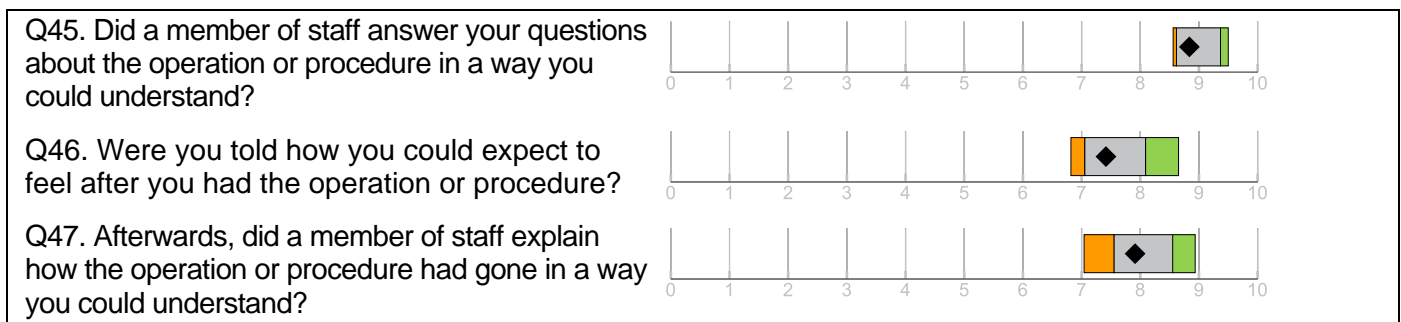 Q45. Did a member of staff answer your questions
about the operation or procedure in a way you
could understand?
0 1 2 3 4 5 6 7 8 9 10
Q46. Were you told how you could expect to
feel after you had the operation or procedure?
0 1 2 3 4 5 6 7 8 9 10
Q47. Afterwards, did a member of staff explain
how the operation or procedure had gone in a way
you could understand?
0 1 2 3 4 5 6 7 8 9 10